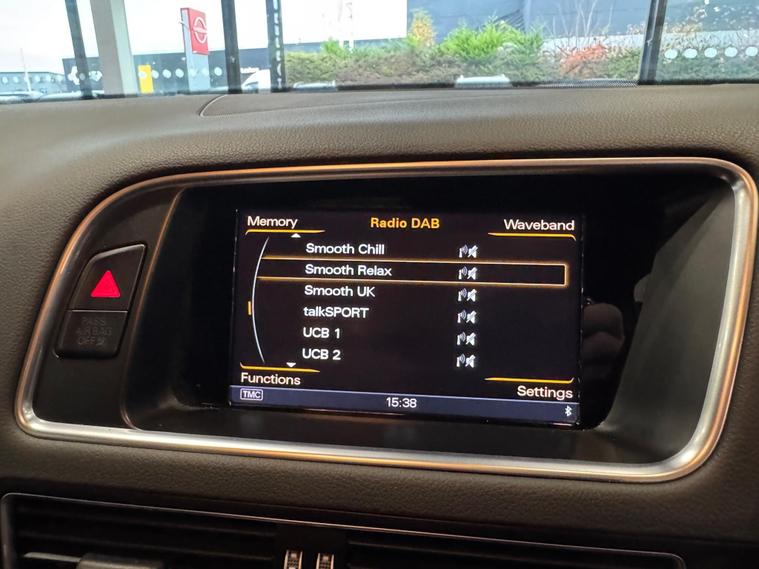 Memory
Radio DAB
Waveband
Smooth Chill
Smooth Relax
Smooth UK
talkSPORT
UCB 1
UCB 2
Functions
Settings
TMC
15:38
PASS
AIR BAG
OFF